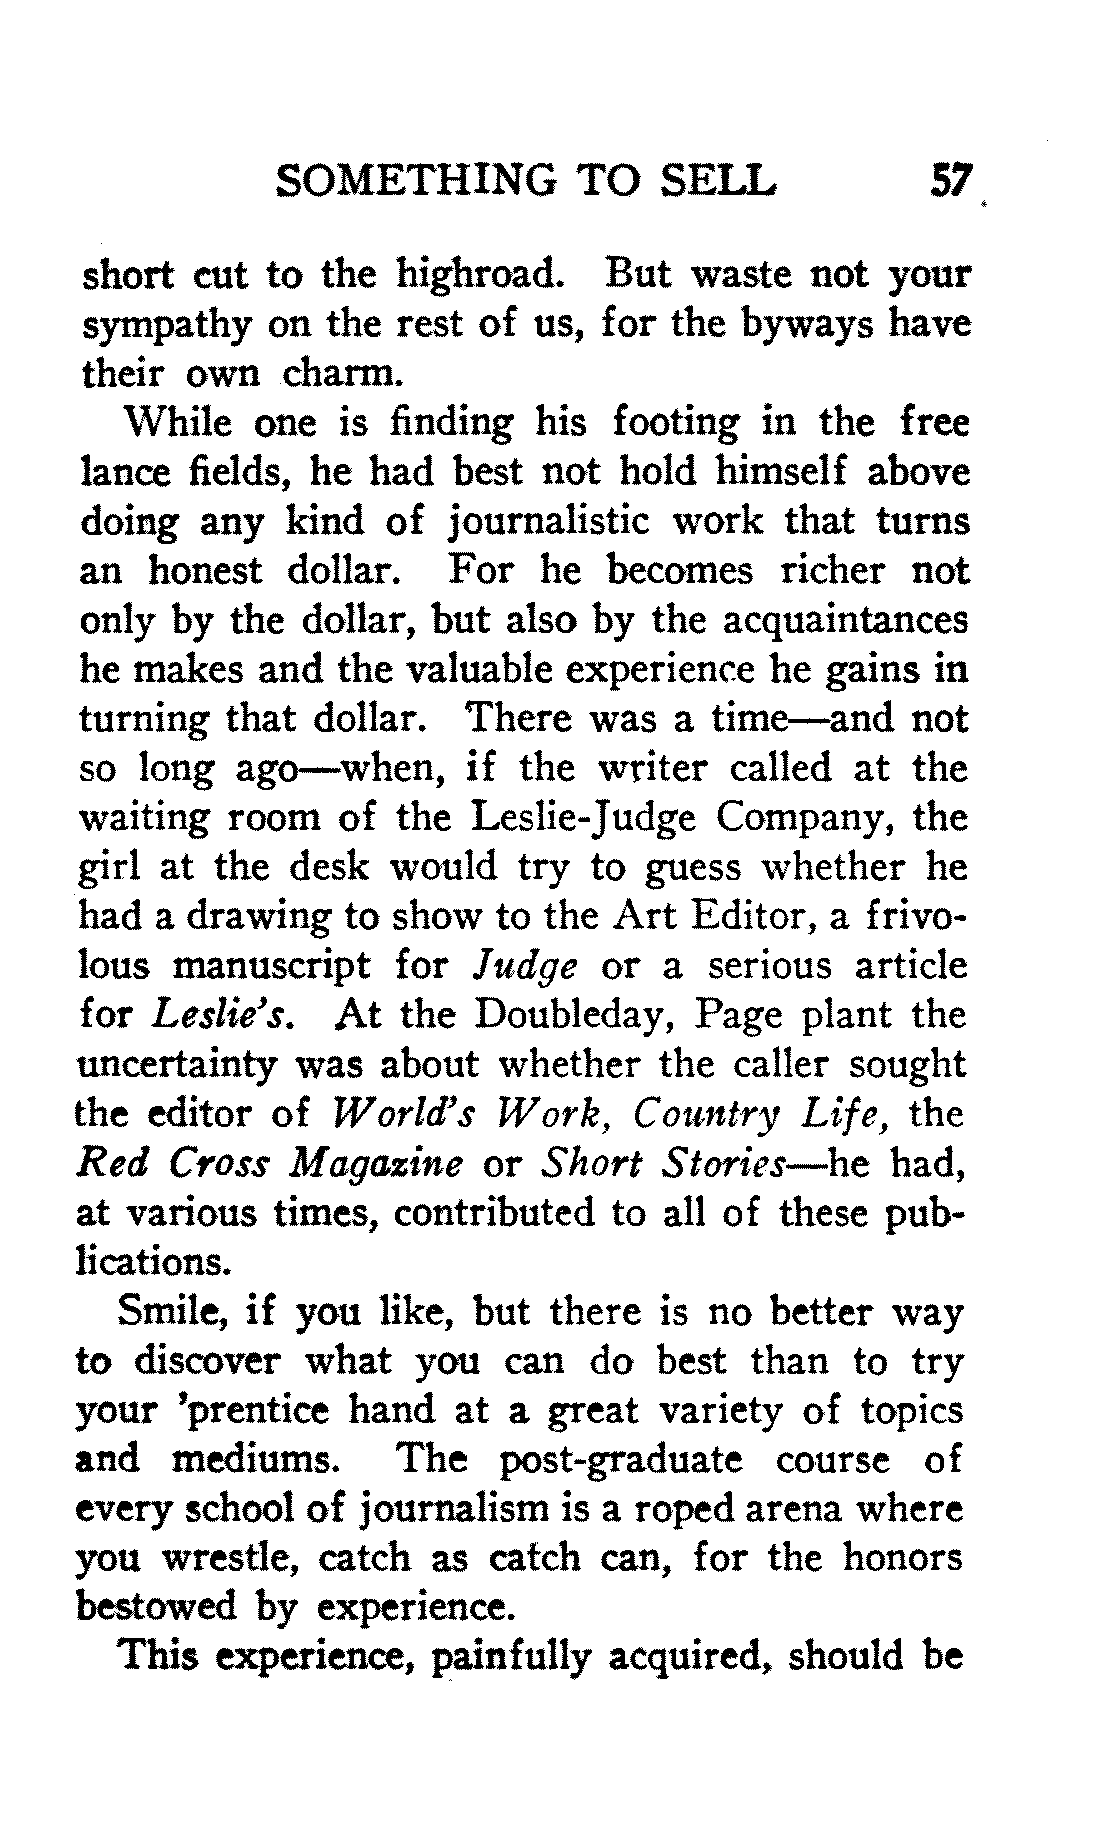 SOMETHING TO SELL 57
short cut to the highroad. But waste not your
sympathy on the rest of us, for the byways have
their own charm.
While one is finding his footing in the free
lance fields, he had best not hold himself above
doing any kind of journalistic work that turns
an honest dollar. For he becomes richer not
only by the dollar, but also by the acquaintances
he makes and the valuable experience he gains in
turning that dollar. There was a time—and not
so long ago—when, if the writer called at the
waiting room of the Leslie-Judge Company, the
girl at the desk would try to guess whether he
had a drawing to show to the Art Editor, a frivo-
lous manuscript for Judge or a serious article
for Leslie's. At the Doubleday, Page plant the
uncertainty was about whether the caller sought
the editor of World's Work, Country Life, the
Red Cross Magazine or Short Stories—he had,
at various times, contributed to all of these pub-
lications.
Smile, if you like, but there is no better way
to discover what you can do best than to try
your 'prentice hand at a great variety of topics
and mediums. The post-graduate course of
every school of journalism is a roped arena where
you wrestle, catch as catch can, for the honors
bestowed by experience.
This experience, painfully acquired, should be